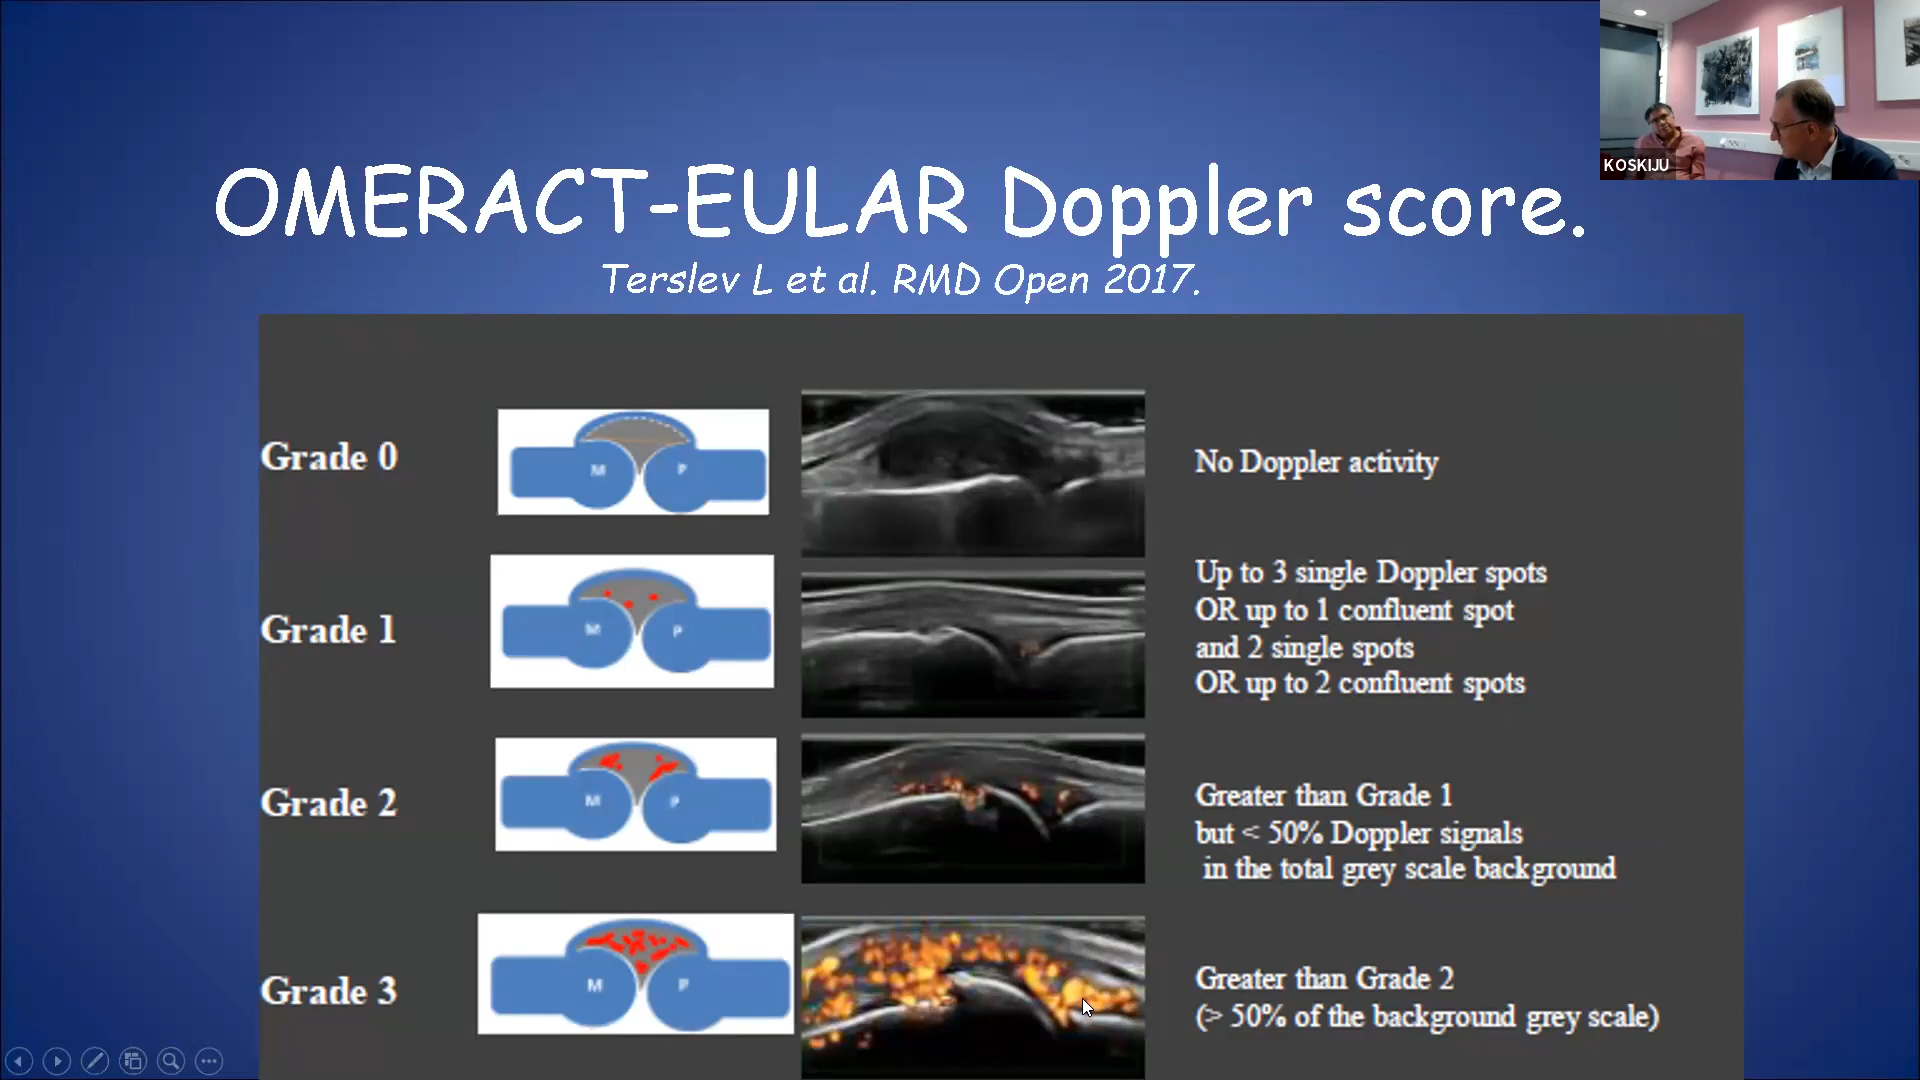 KOSKIJU
OMERACT-EULAR Doppler score.
Terslev L et al. RMD Open 2017.
Grade 0
M P
No Doppler activity
Grade 1
M P
Up to 3 single Doppler spots
OR up to 1 confluent spot
and 2 single spots
OR up to 2 confluent spots
Grade 2
M P
Greater than Grade 1
but < 50% Doppler signals
in the total grey scale background
Grade 3
M P
Greater than Grade 2
(> 50% of the background grey scale)